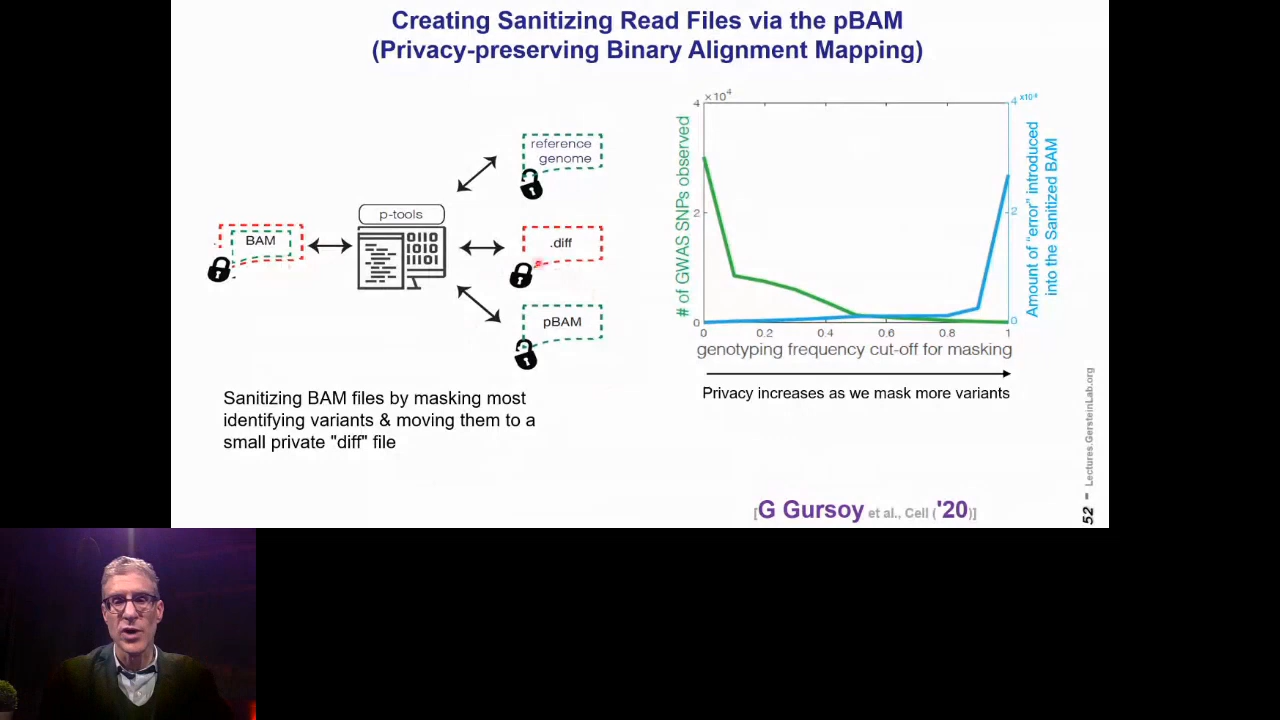 Creating Sanitizing Read Files via the pBAM
(Privacy-preserving Binary Alignment Mapping)
reference
genome
p-tools
BAM
.diff
pBAM
Sanitizing BAM files by masking most
identifying variants & moving them to a
small private "diff" file
# of GWAS SNPs observed
4
×10⁴
2
0
4
2
0
Amount of "error" introduced
into the Sanitized BAM
0
0.2
0.4
0.6
0.8
1
genotyping frequency cut-off for masking
Privacy increases as we mask more variants
[G Gursoy et al., Cell ('20)]
52 - Lectures.GersteinLab.org